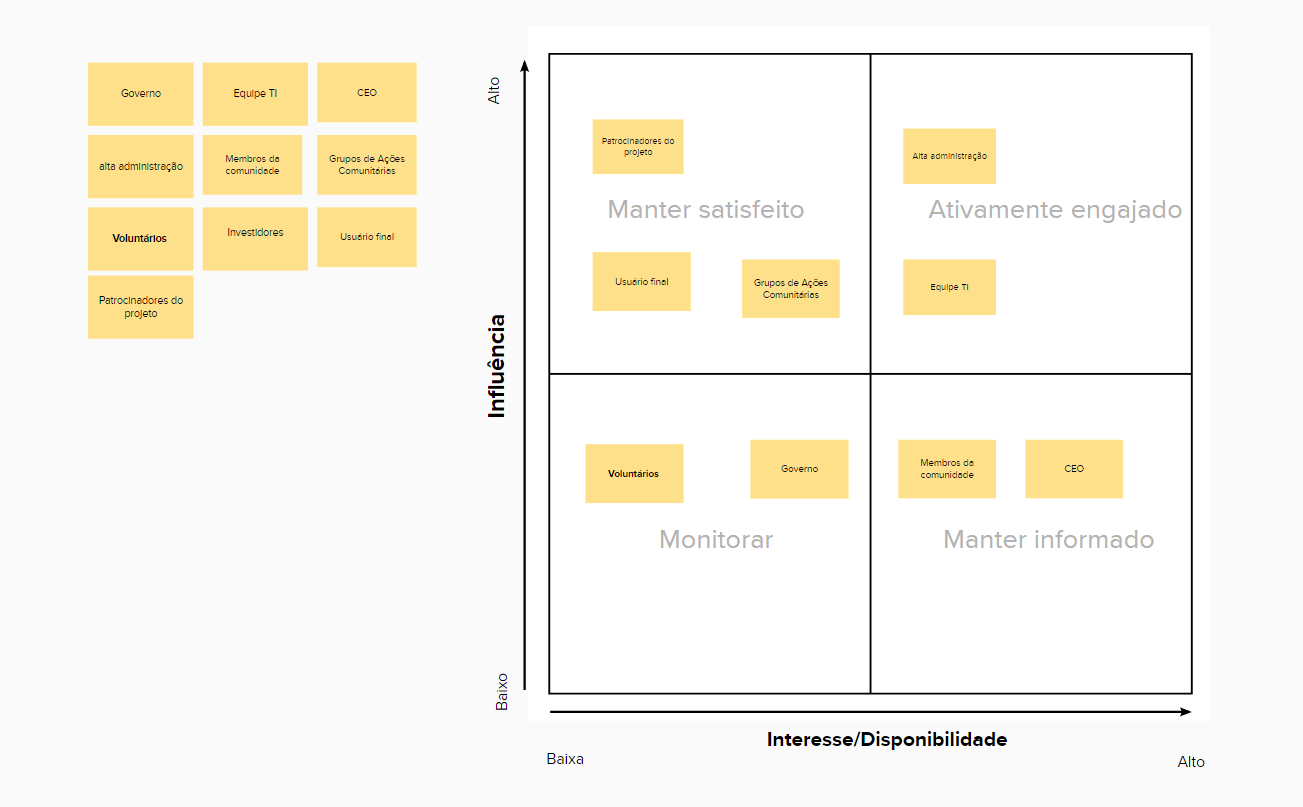 Governo
Equipe TI
CEO
alta administração
Membros da
comunidade
Grupos de Ações
Comunitárias
Voluntários
Investidores
Usuário final
Patrocinadores do
projeto
Alto
Influência
Baixo
Patrocinadores do
projeto
Manter satisfeito
Usuário final
Grupos de Ações
Comunitárias
Alta administração
Ativamente engajado
Equipe TI
Voluntários
Governo
Monitorar
Membros da
comunidade
CEO
Manter informado
Interesse/Disponibilidade
Baixa
Alto